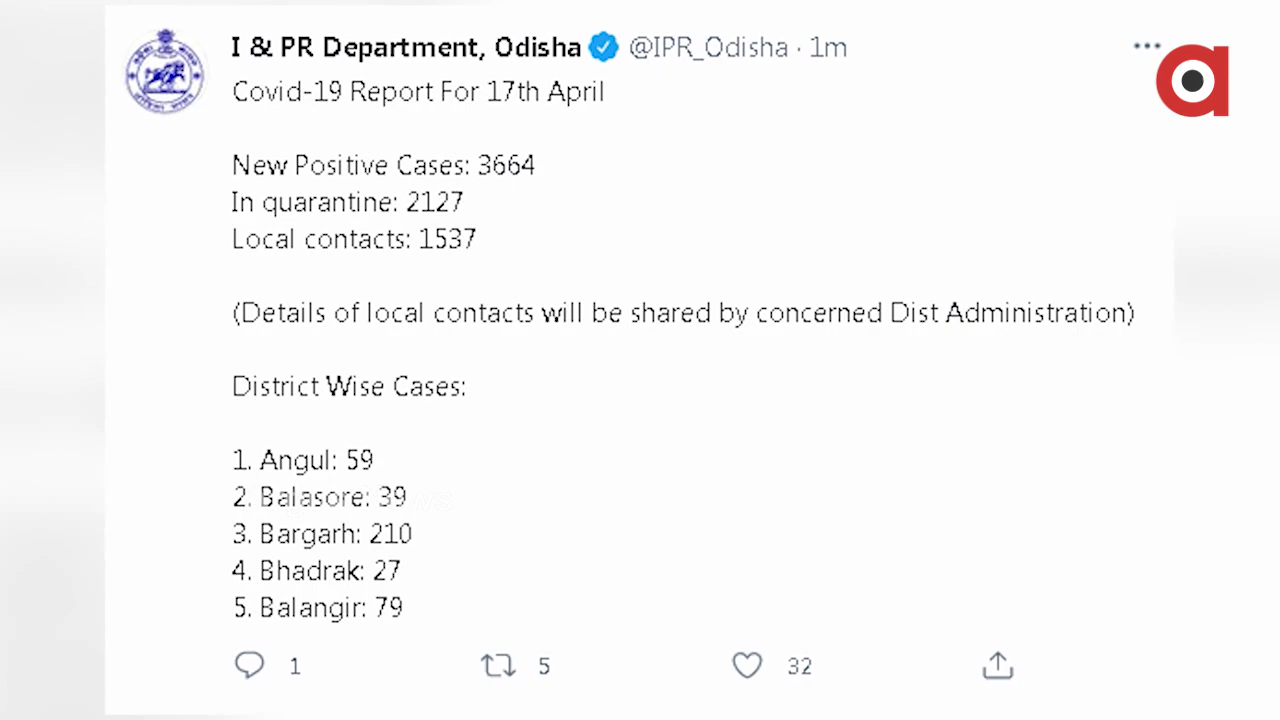 I & PR Department, Odisha @IPR_Odisha · 1m
Covid-19 Report For 17th April
New Positive Cases: 3664
In quarantine: 2127
Local contacts: 1537
(Details of local contacts will be shared by concerned Dist Administration)
District Wise Cases:
1. Angul: 59
2. Balasore: 39
3. Bargarh: 210
4. Bhadrak: 27
5. Balangir: 79
1 5 32